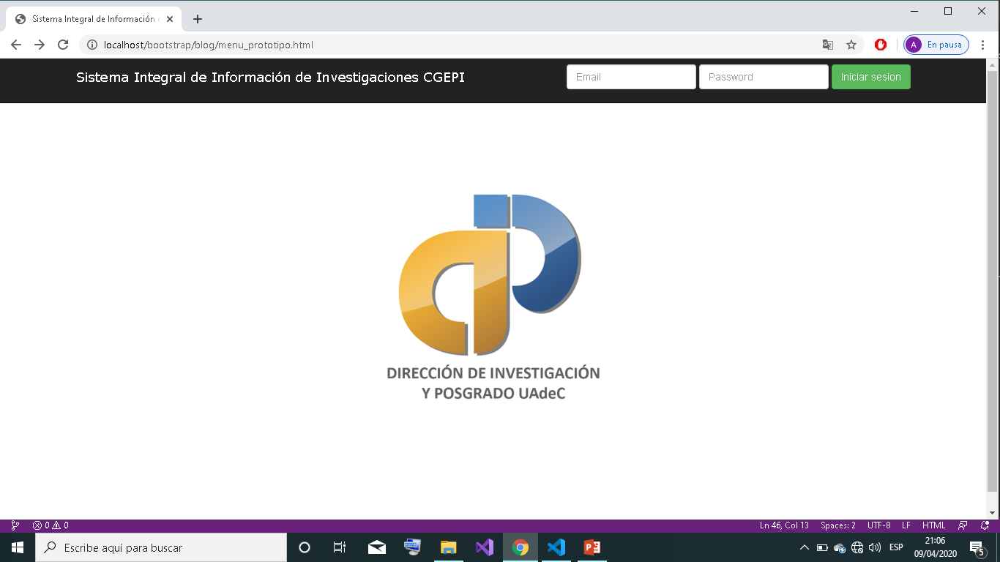 Sistema Integral de Información
localhost/bootstrap/blog/menu_prototipo.html
A En pausa
Sistema Integral de Información de Investigaciones CGEPI
Email Password Iniciar sesion
DIRECCIÓN DE INVESTIGACIÓN
Y POSGRADO UAdeC
0 0 Ln 46, Col 13 Spaces: 2 UTF-8 LF HTML
Escribe aquí para buscar
ESP
21:06
09/04/2020
5